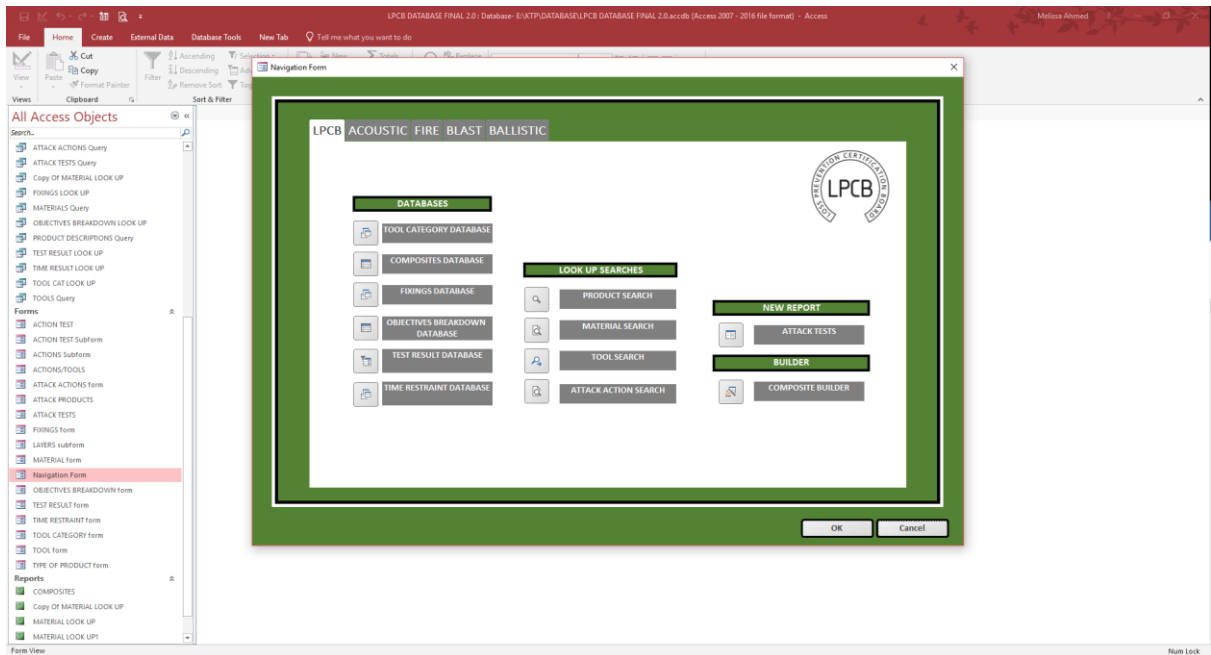 LPCB DATABASE FINAL 2.0 : Database- E:\KTP\DATABASE\LPCB DATABASE FINAL 2.0.accdb (Access 2007 - 2016 file format) - Access
Melissa Ahmed
File Home Create External Data Database Tools New Tab Tell me what you want to do
View
Paste
Cut
Copy
Format Painter
Filter
Ascending
Descending
Remove Sort
New
Totals
Replace
Views Clipboard Sort & Filter
All Access Objects
Search...
ATTACK ACTIONS Query
ATTACK TESTS Query
Copy Of MATERIAL LOOK UP
FIXINGS LOOK UP
MATERIALS Query
OBJECTIVES BREAKDOWN LOOK UP
PRODUCT DESCRIPTIONS Query
TEST RESULT LOOK UP
TIME RESULT LOOK UP
TOOL CAT LOOK UP
TOOLS Query
Forms
ACTION TEST
ACTION TEST Subform
ACTIONS Subform
ACTIONS/TOOLS
ATTACK ACTIONS form
ATTACK PRODUCTS
ATTACK TESTS
FIXINGS form
LAYERS subform
MATERIAL form
Navigation Form
OBJECTIVES BREAKDOWN form
TEST RESULT form
TIME RESTRAINT form
TOOL CATEGORY form
TOOL form
TYPE OF PRODUCT form
Reports
COMPOSITES
Copy Of MATERIAL LOOK UP
MATERIAL LOOK UP
MATERIAL LOOK UP1
Navigation Form
LPCB ACOUSTIC FIRE BLAST BALLISTIC
LOSS PREVENTION CERTIFICATION BOARD
LPCB
DATABASES
TOOL CATEGORY DATABASE
COMPOSITES DATABASE
FIXINGS DATABASE
OBJECTIVES BREAKDOWN
DATABASE
TEST RESULT DATABASE
TIME RESTRAINT DATABASE
LOOK UP SEARCHES
PRODUCT SEARCH
MATERIAL SEARCH
TOOL SEARCH
ATTACK ACTION SEARCH
NEW REPORT
ATTACK TESTS
BUILDER
COMPOSITE BUILDER
OK Cancel
Form View
Num Lock